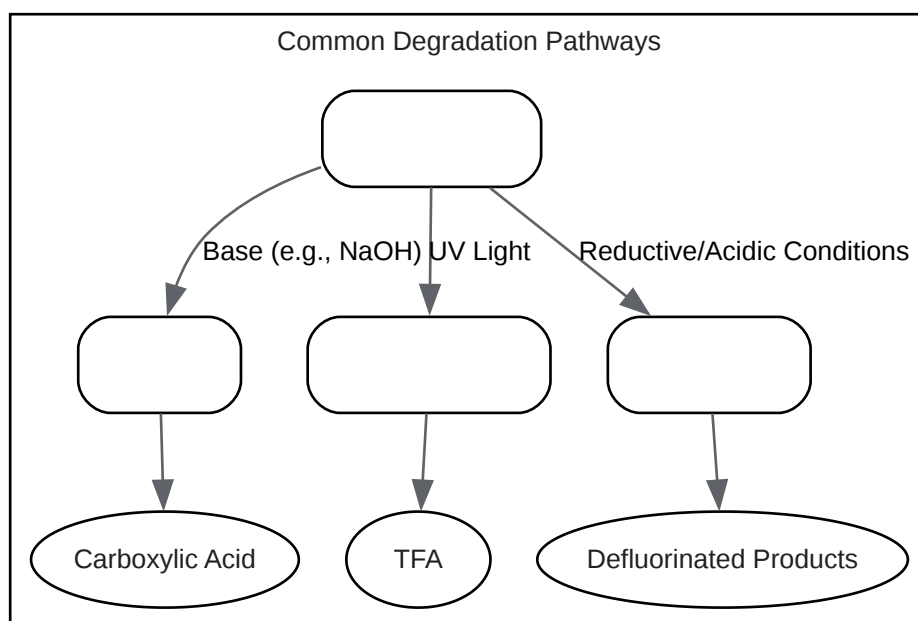 Common Degradation Pathways
Base (e.g., NaOH)
UV Light
Reductive/Acidic Conditions
Carboxylic Acid
TFA
Defluorinated Products